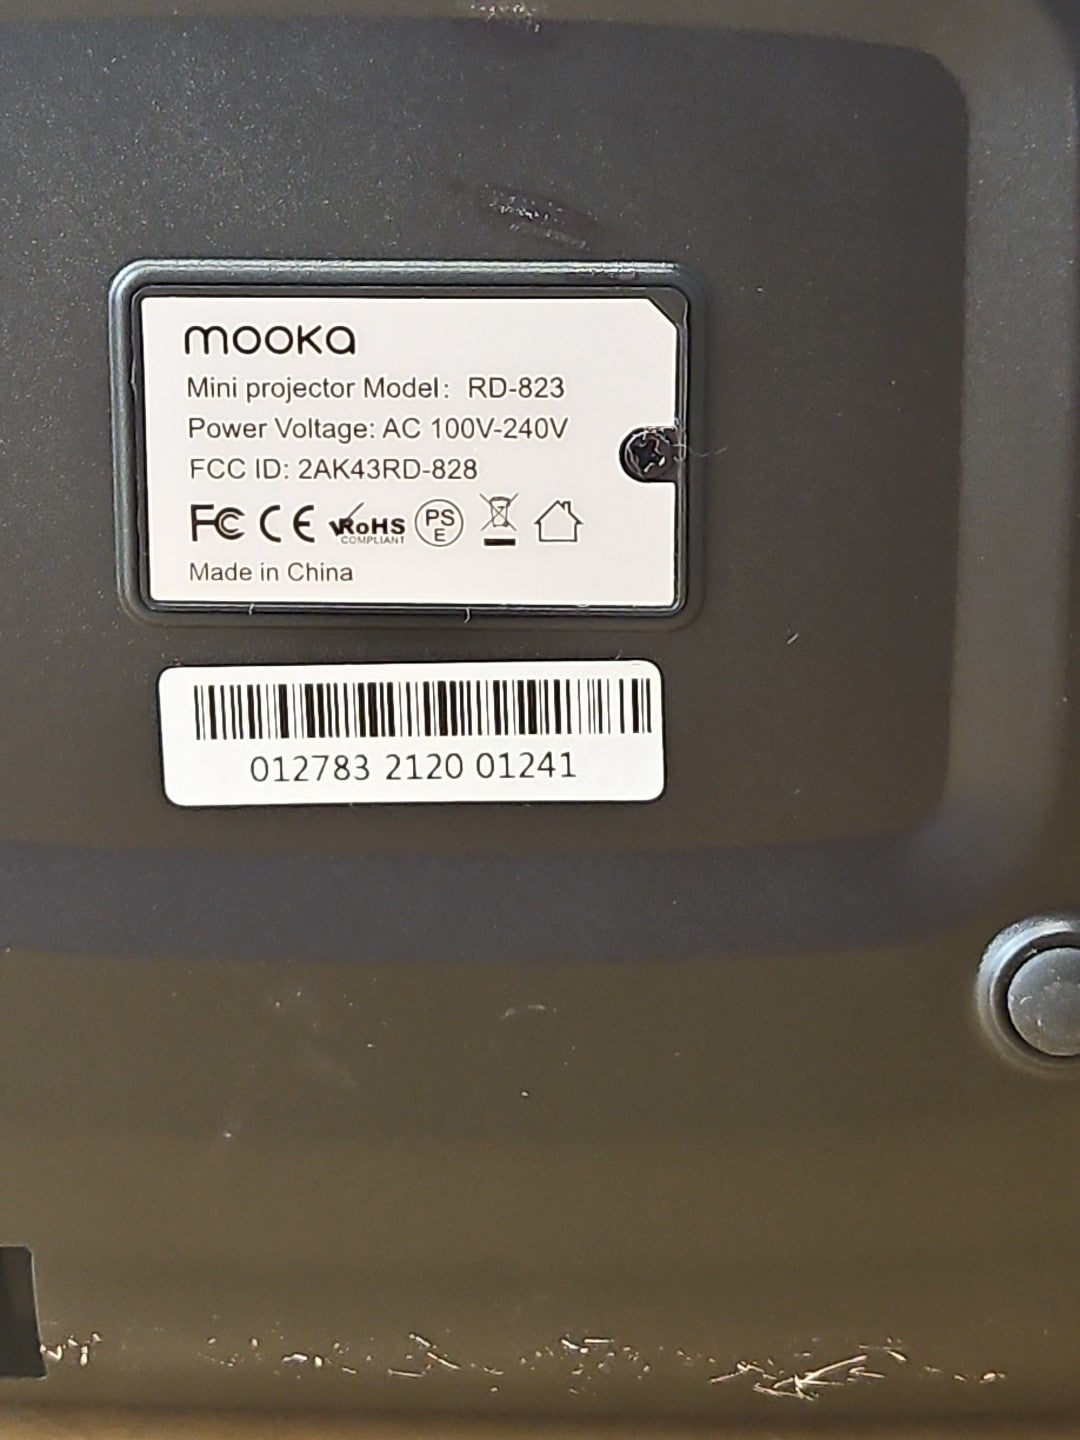 mooka
Mini projector Model: RD-823
Power Voltage: AC 100V-240V
FCC ID: 2AK43RD-828
FC CE RoHS COMPLIANT PS E
Made in China
012783 2120 01241